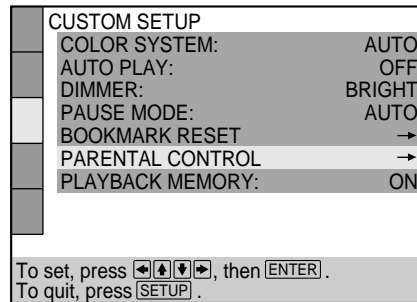 CUSTOM SETUP
COLOR SYSTEM: AUTO
AUTO PLAY: OFF
DIMMER: BRIGHT
PAUSE MODE: AUTO
BOOKMARK RESET →
PARENTAL CONTROL →
PLAYBACK MEMORY: ON
To set, press ←↑↓→, then ENTER .
To quit, press SETUP .